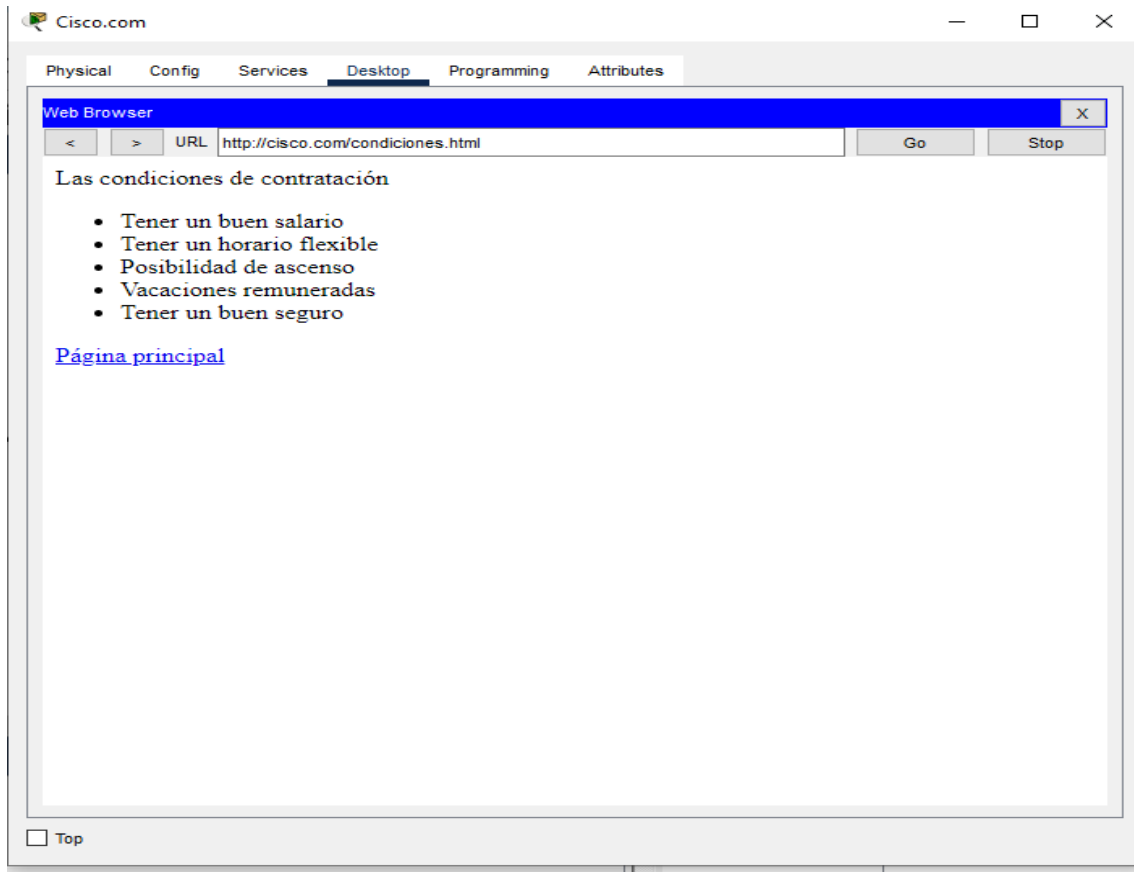 Cisco.com
Physical Config Services Desktop Programming Attributes
Web Browser X
< > URL http://cisco.com/condiciones.html Go Stop
Las condiciones de contratación
• Tener un buen salario
• Tener un horario flexible
• Posibilidad de ascenso
• Vacaciones remuneradas
• Tener un buen seguro
Página principal
Top